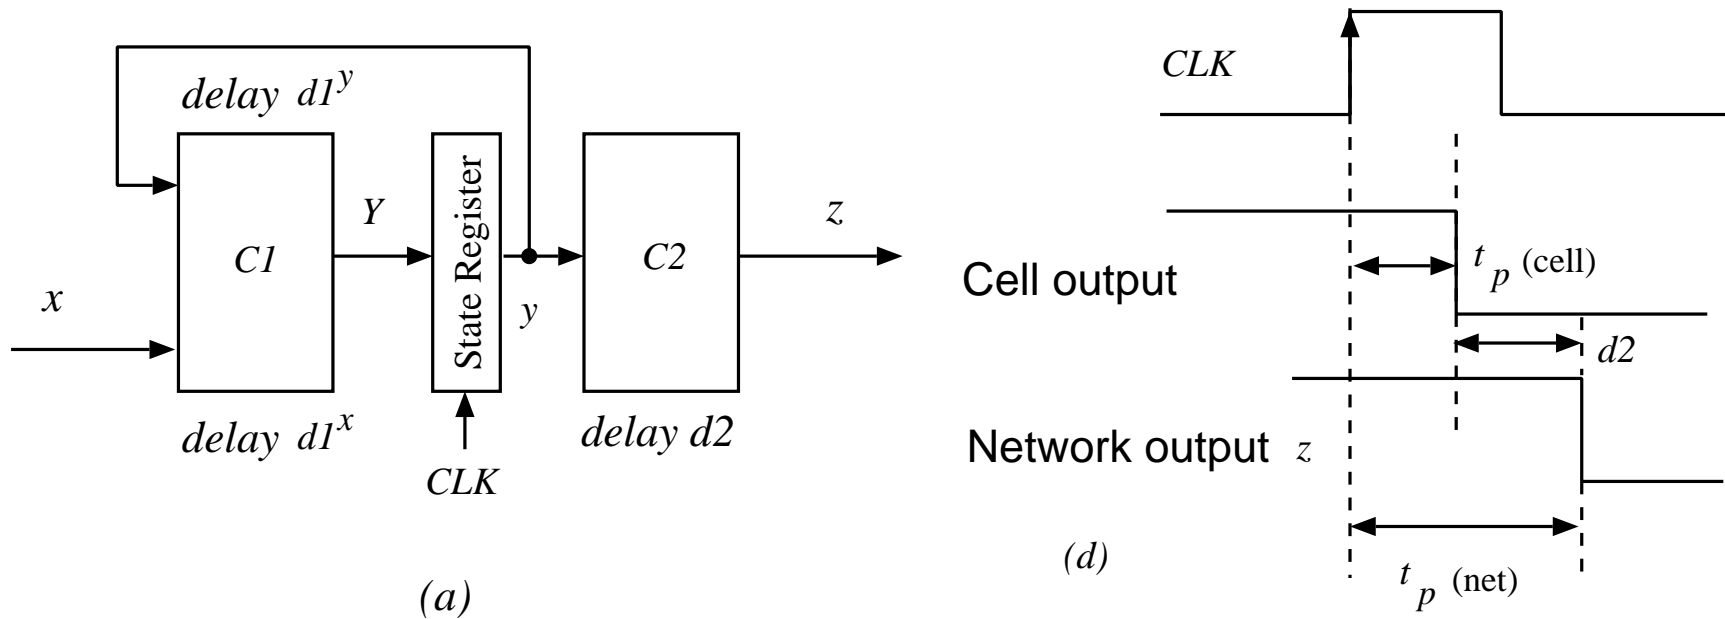 delay d1^y
C1
Y
State Register
y
C2
z
x
delay d1^x
CLK
delay d2
(a)
CLK
Cell output
t_p (cell)
d2
Network output z
t_p (net)
(d)